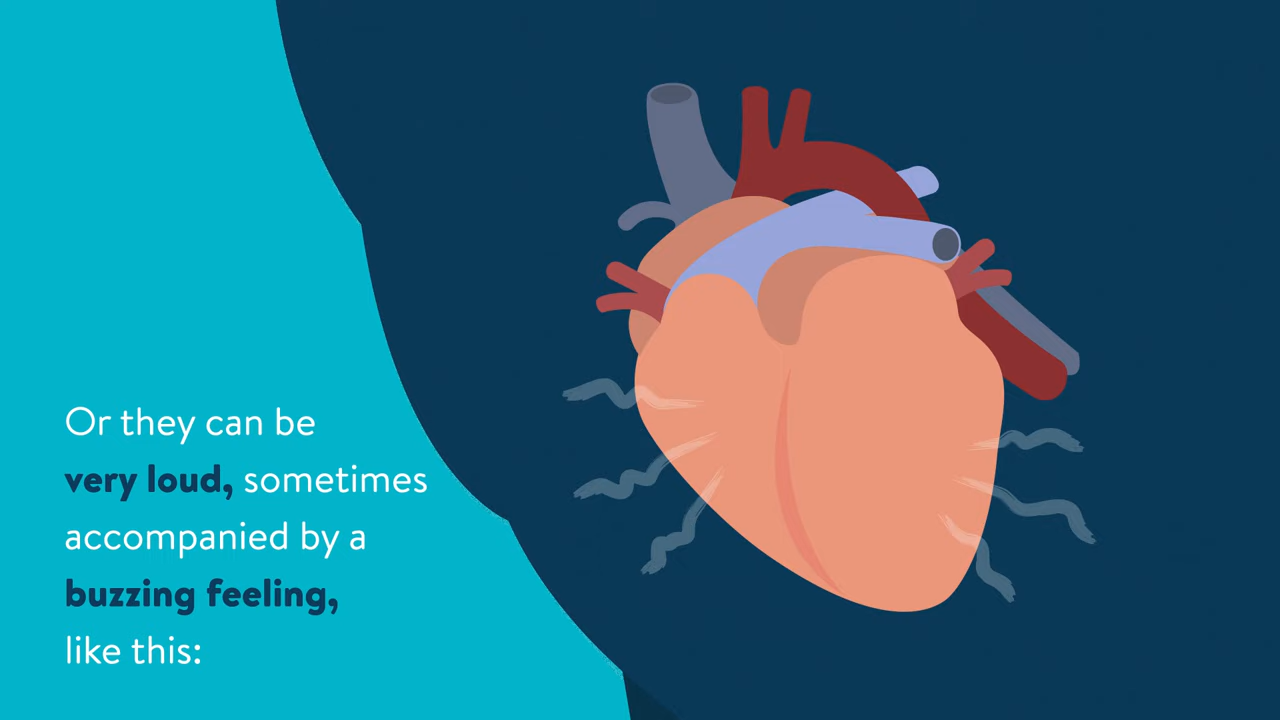 Or they can be
very loud, sometimes
accompanied by a
buzzing feeling,
like this: